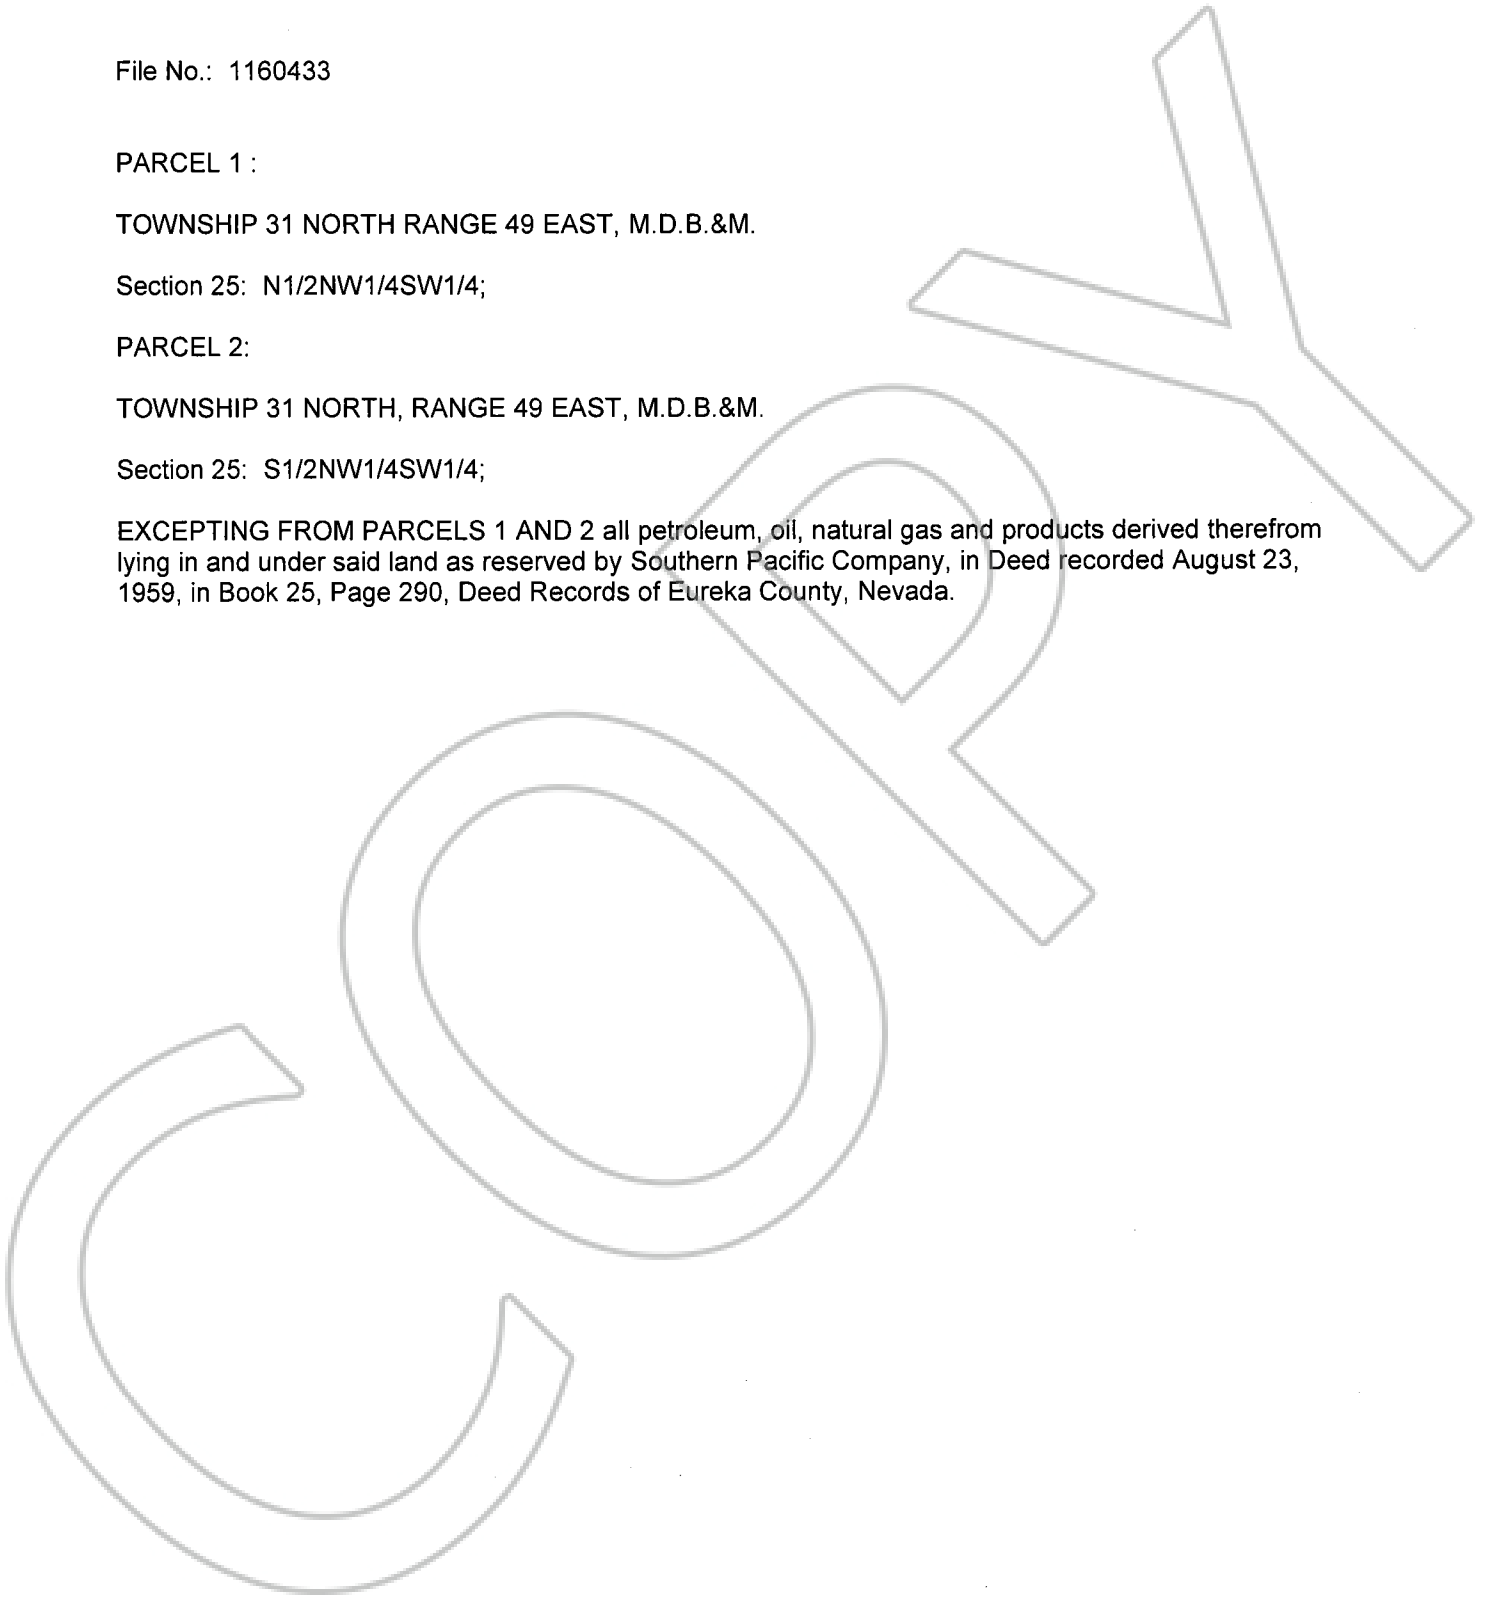 File No.: 1160433
PARCEL 1 :
TOWNSHIP 31 NORTH RANGE 49 EAST, M.D.B.&M.
Section 25: N1/2NW1/4SW1/4;
PARCEL 2:
TOWNSHIP 31 NORTH, RANGE 49 EAST, M.D.B.&M.
Section 25: S1/2NW1/4SW1/4;
EXCEPTING FROM PARCELS 1 AND 2 all petroleum, oil, natural gas and products derived therefrom
lying in and under said land as reserved by Southern Pacific Company, in Deed recorded August 23,
1959, in Book 25, Page 290, Deed Records of Eureka County, Nevada.
COPY